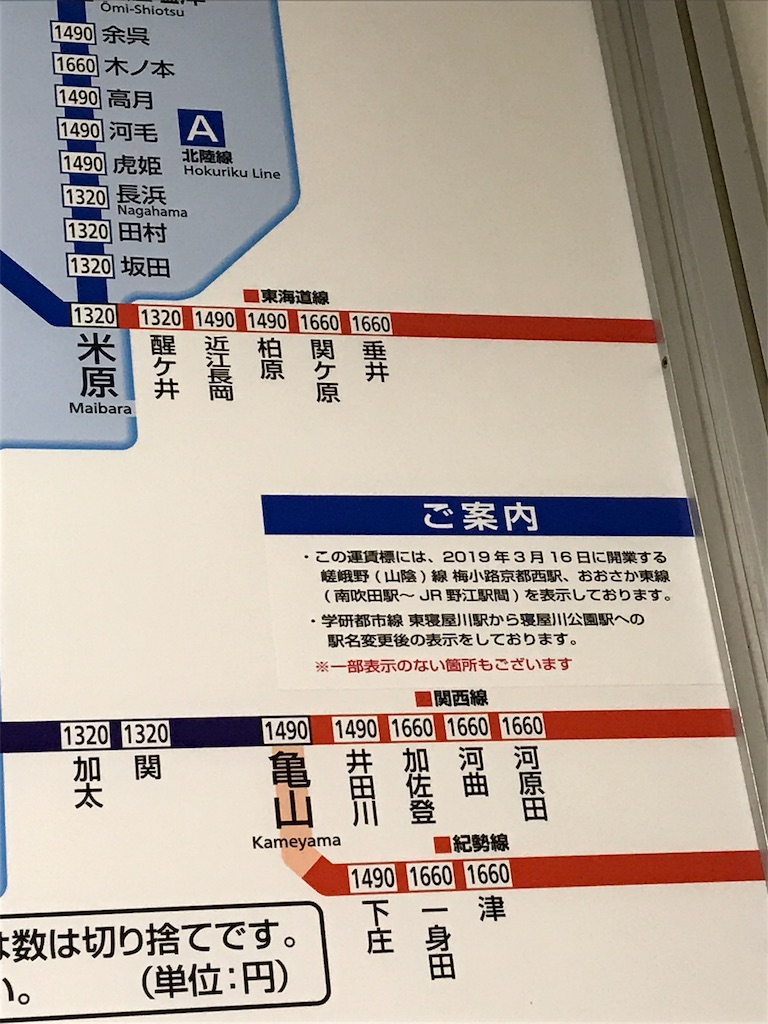 Ōmi-Shiotsu
1490 余呉
1660 木ノ本
1490 高月
1490 河毛
1490 虎姫
1320 長浜
Nagahama
1320 田村
1320 坂田
A
北陸線
Hokuriku Line
東海道線
1320 1320 1490 1490 1660 1660
米原
Maibara
醒ケ井
近江長岡
柏原
関ケ原
垂井
ご案内
・この運賃標には、2019年3月16日に開業する
嵯峨野(山陰)線 梅小路京都西駅、おおさか東線
(南吹田駅～JR野江駅間)を表示しております。
・学研都市線 東寝屋川駅から寝屋川公園駅への
駅名変更後の表示をしております。
※一部表示のない箇所もございます
関西線
1320 1320 1490 1490 1660 1660 1660
加太
関
亀山
Kameyama
井田川
加佐登
河曲
河原田
紀勢線
1490 1660 1660
下庄
一身田
津
数は切り捨てです。
い。 (単位:円)